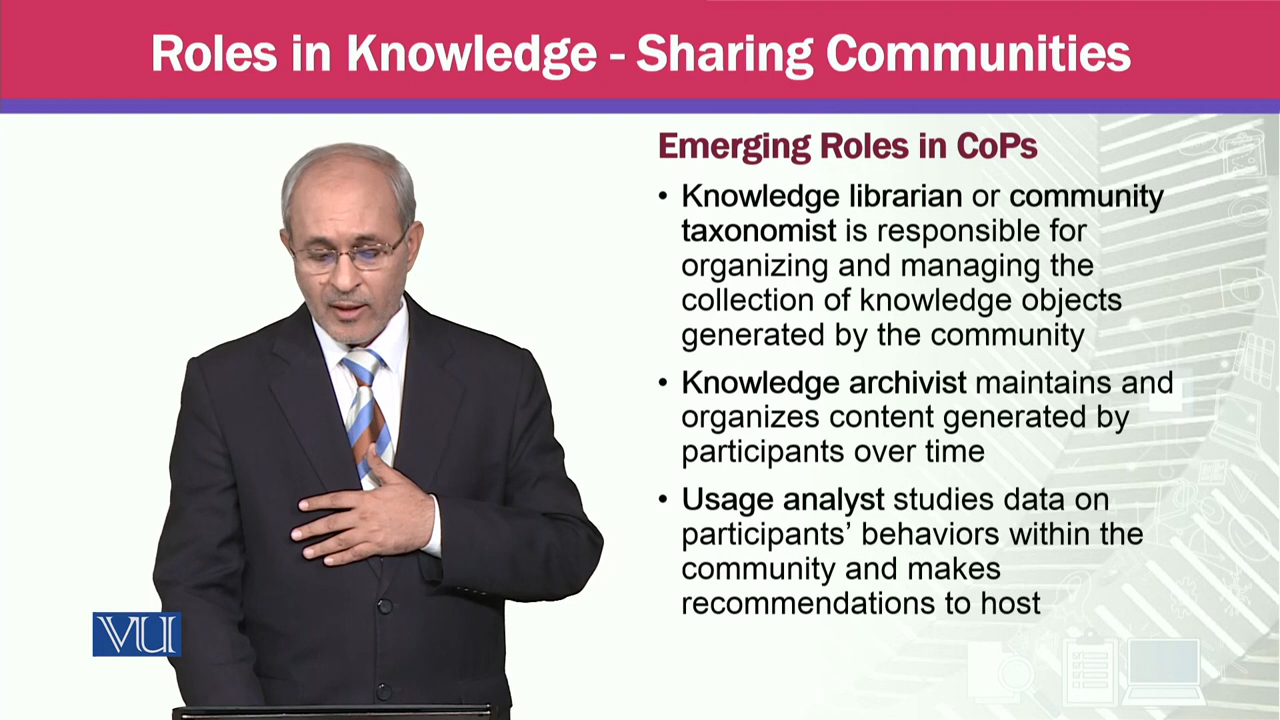 Roles in Knowledge - Sharing Communities
Emerging Roles in CoPs
• Knowledge librarian or community
taxonomist is responsible for
organizing and managing the
collection of knowledge objects
generated by the community
• Knowledge archivist maintains and
organizes content generated by
participants over time
• Usage analyst studies data on
participants’ behaviors within the
community and makes
recommendations to host
VU